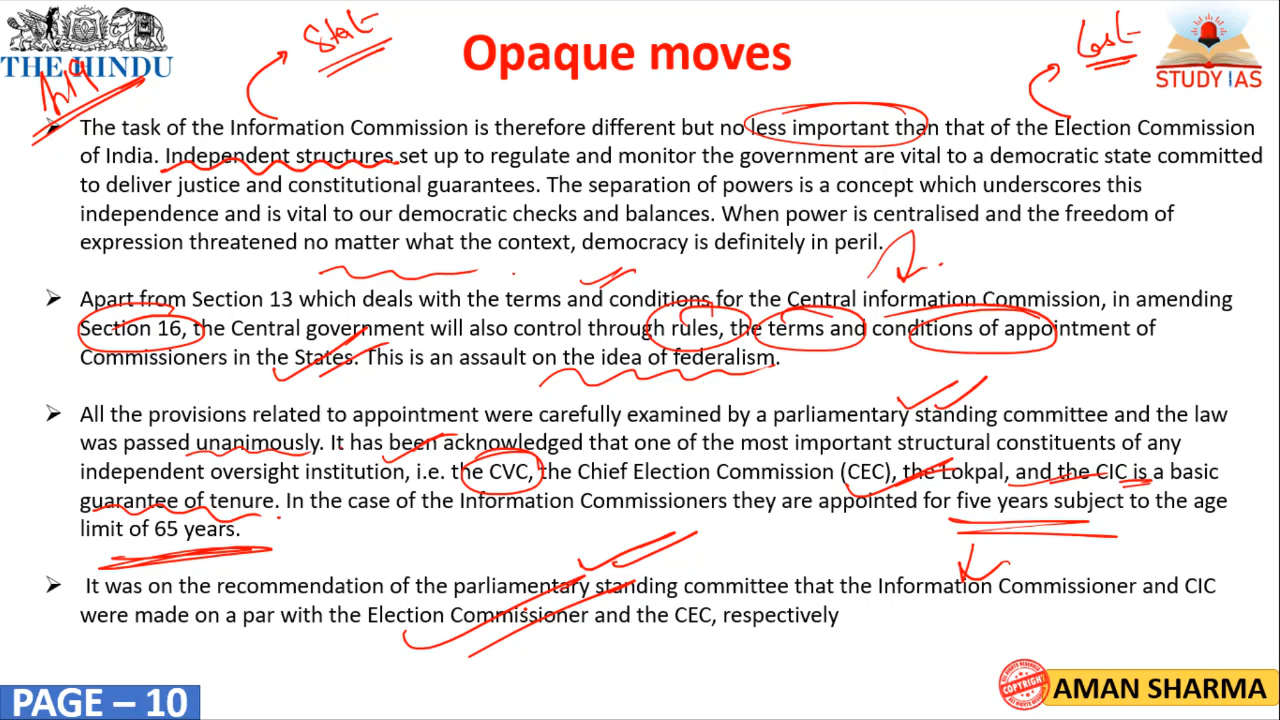 THE HINDU
Stat
Opaque moves
Const
STUDY IAS
➢ The task of the Information Commission is therefore different but no less important than that of the Election Commission
of India. Independent structures set up to regulate and monitor the government are vital to a democratic state committed
to deliver justice and constitutional guarantees. The separation of powers is a concept which underscores this
independence and is vital to our democratic checks and balances. When power is centralised and the freedom of
expression threatened no matter what the context, democracy is definitely in peril.
➢ Apart from Section 13 which deals with the terms and conditions for the Central information Commission, in amending
Section 16, the Central government will also control through rules, the terms and conditions of appointment of
Commissioners in the States. This is an assault on the idea of federalism.
➢ All the provisions related to appointment were carefully examined by a parliamentary standing committee and the law
was passed unanimously. It has been acknowledged that one of the most important structural constituents of any
independent oversight institution, i.e. the CVC, the Chief Election Commission (CEC), the Lokpal, and the CIC is a basic
guarantee of tenure. In the case of the Information Commissioners they are appointed for five years subject to the age
limit of 65 years.
➢ It was on the recommendation of the parliamentary standing committee that the Information Commissioner and CIC
were made on a par with the Election Commissioner and the CEC, respectively
PAGE – 10
COPYRIGHT
AMAN SHARMA